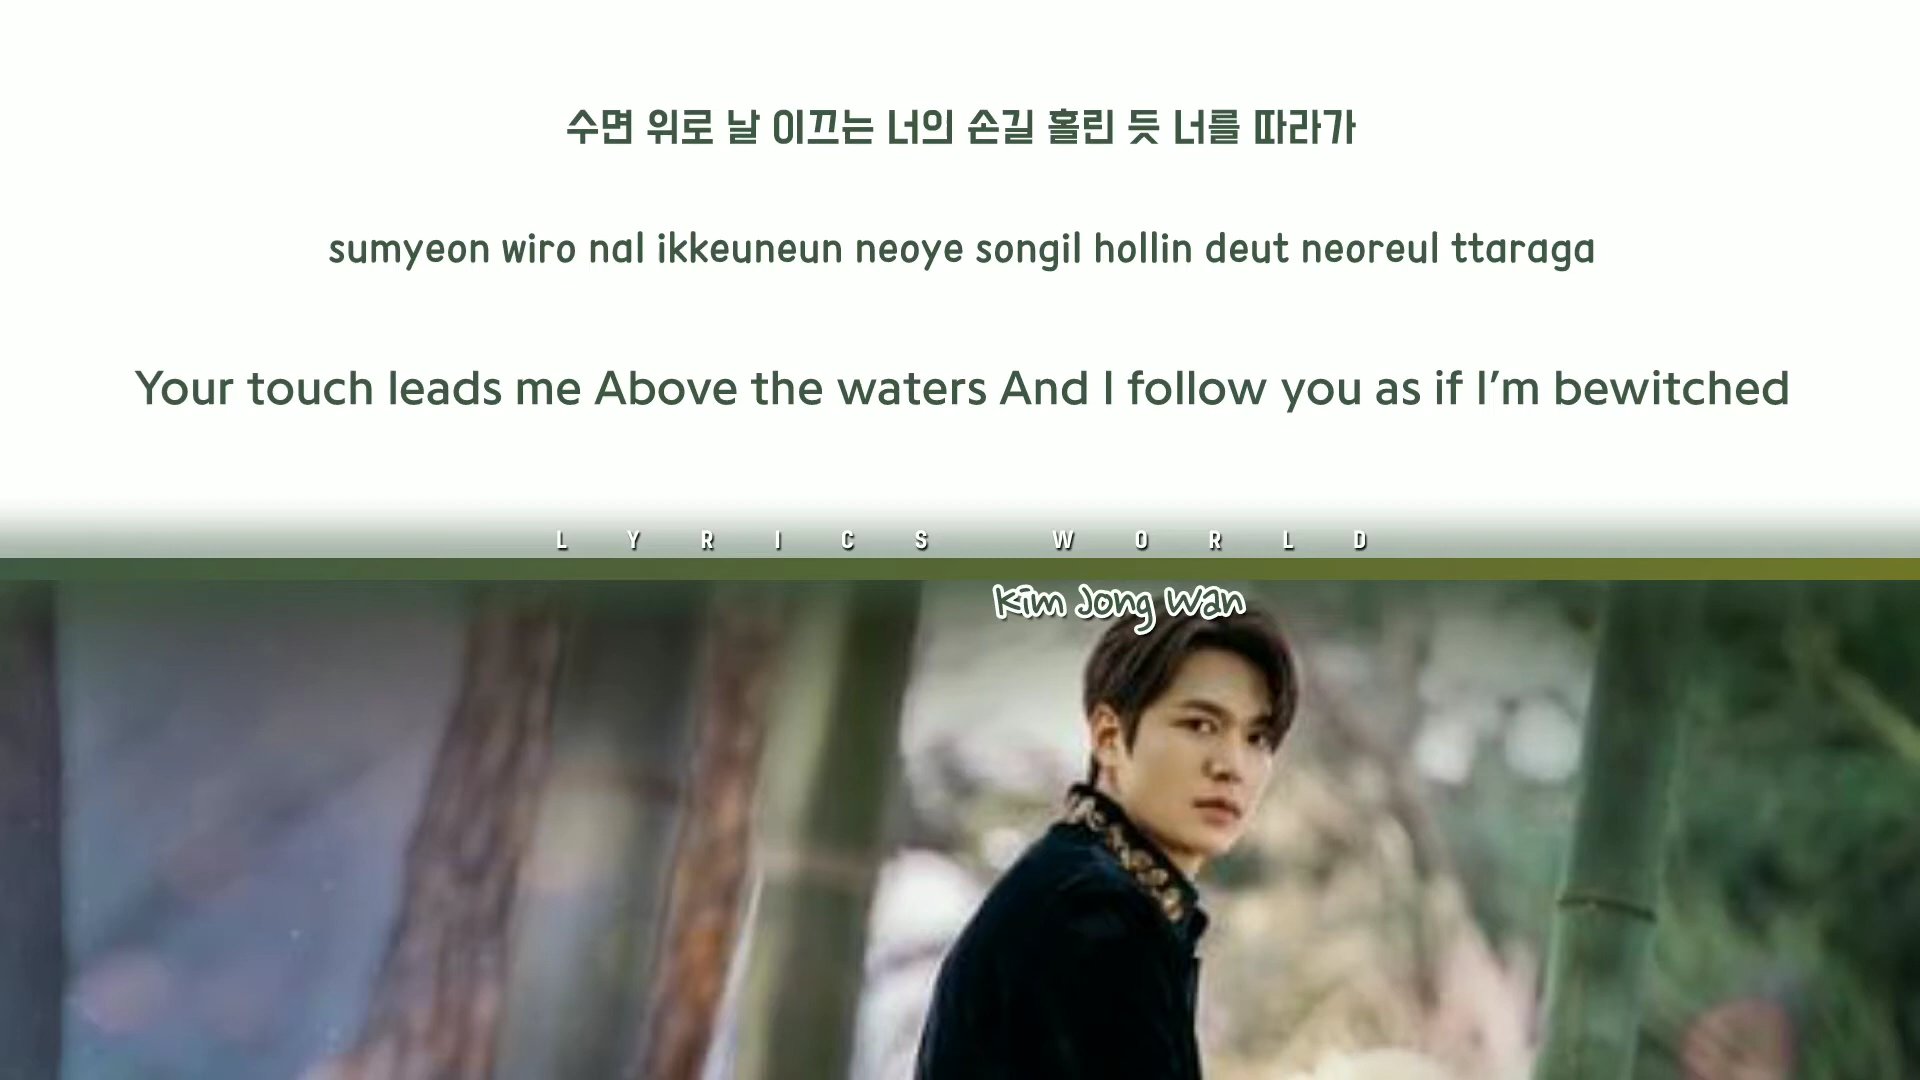 수면 위로 날 이끄는 너의 손길 홀린 듯 너를 따라가
sumyeon wiro nal ikkeuneun neoye songil hollin deut neoreul ttaraga
Your touch leads me Above the waters And I follow you as if I’m bewitched
LYRICS WORLD
Kim Jong Wan